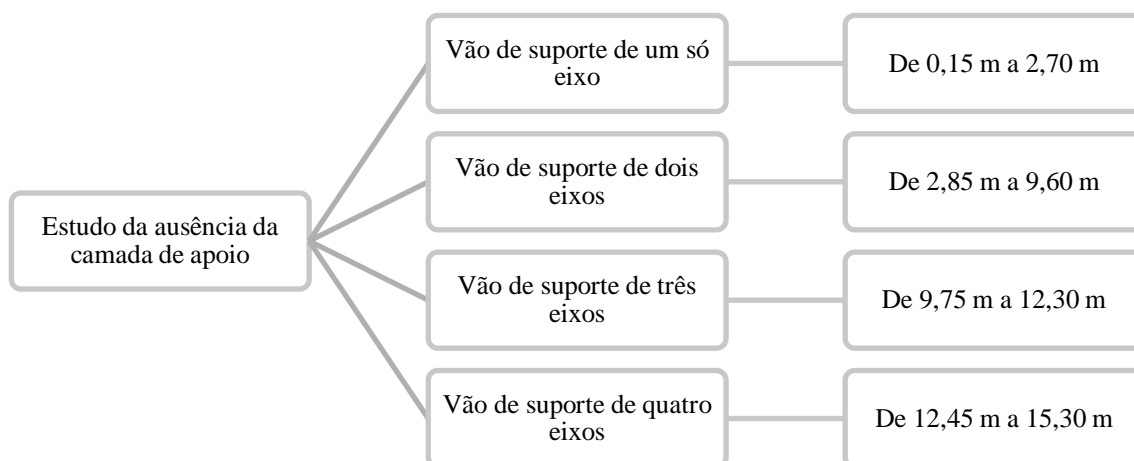 Estudo da ausência da
camada de apoio
Vão de suporte de um só
eixo
De 0,15 m a 2,70 m
Vão de suporte de dois
eixos
De 2,85 m a 9,60 m
Vão de suporte de três
eixos
De 9,75 m a 12,30 m
Vão de suporte de quatro
eixos
De 12,45 m a 15,30 m